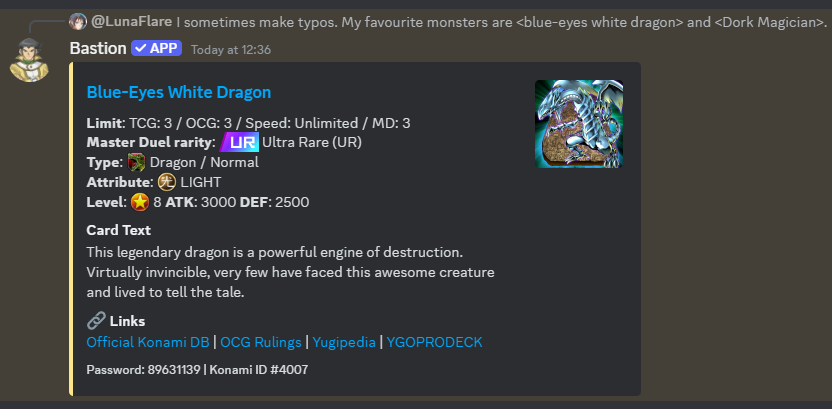 @LunaFlare I sometimes make typos. My favourite monsters are <blue-eyes white dragon> and <Dork Magician>.
Bastion ✓ APP Today at 12:36
Blue-Eyes White Dragon
Limit: TCG: 3 / OCG: 3 / Speed: Unlimited / MD: 3
Master Duel rarity: UR Ultra Rare (UR)
Type: Dragon / Normal
Attribute: 光 LIGHT
Level: 8 ATK: 3000 DEF: 2500
Card Text
This legendary dragon is a powerful engine of destruction.
Virtually invincible, very few have faced this awesome creature
and lived to tell the tale.
Links
Official Konami DB | OCG Rulings | Yugipedia | YGOPRODECK
Password: 89631139 | Konami ID #4007